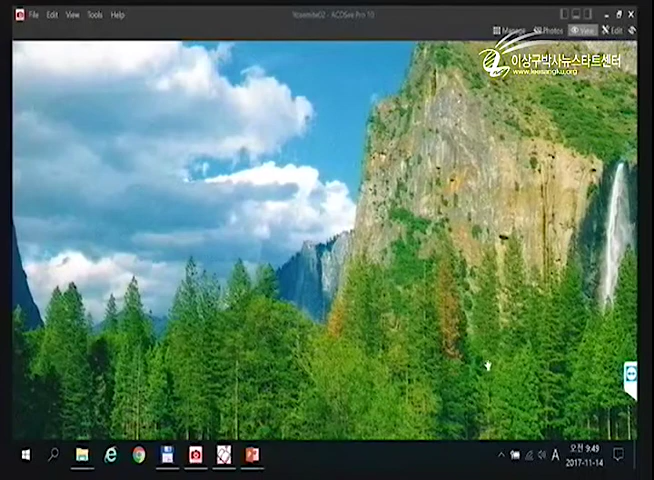 File Edit View Tools Help
Yosemite02 - ACDSee Pro 10
Manage Photos View Edit
이상구박사뉴스타트센터
www.leesangku.org
A
오전 9:49
2017-11-14